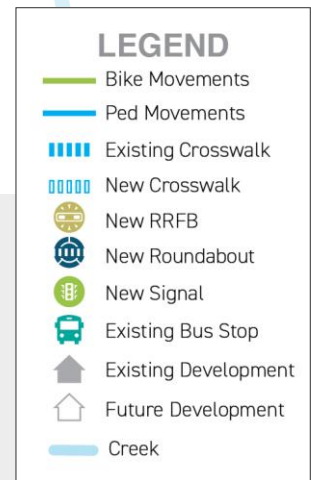 LEGEND
Bike Movements
Ped Movements
Existing Crosswalk
New Crosswalk
New RRFB
New Roundabout
New Signal
Existing Bus Stop
Existing Development
Future Development
Creek